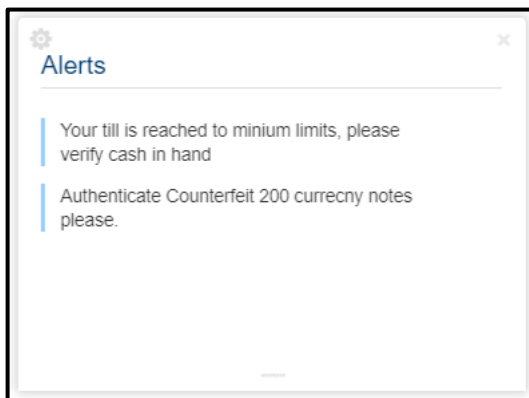 Alerts
Your till is reached to minium limits, please
verify cash in hand
Authenticate Counterfeit 200 currecny notes
please.